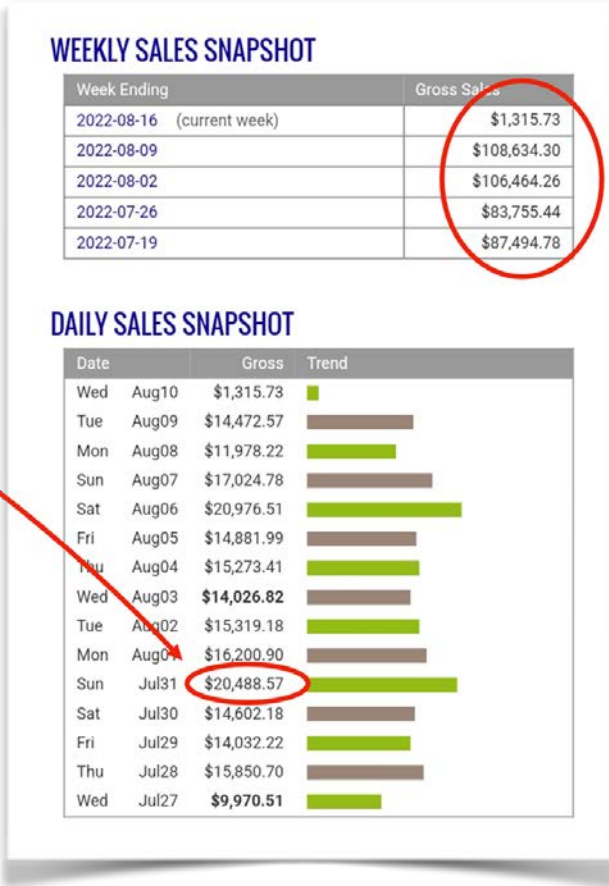 WEEKLY SALES SNAPSHOT
Week Ending Gross Sales
2022-08-16 (current week) $1,315.73
2022-08-09 $108,634.30
2022-08-02 $106,464.26
2022-07-26 $83,755.44
2022-07-19 $87,494.78
DAILY SALES SNAPSHOT
Date Gross Trend
Wed Aug10 $1,315.73
Tue Aug09 $14,472.57
Mon Aug08 $11,978.22
Sun Aug07 $17,024.78
Sat Aug06 $20,976.51
Fri Aug05 $14,881.99
Thu Aug04 $15,273.41
Wed Aug03 $14,026.82
Tue Aug02 $15,319.18
Mon Aug01 $16,200.90
Sun Jul31 $20,488.57
Sat Jul30 $14,602.18
Fri Jul29 $14,032.22
Thu Jul28 $15,850.70
Wed Jul27 $9,970.51